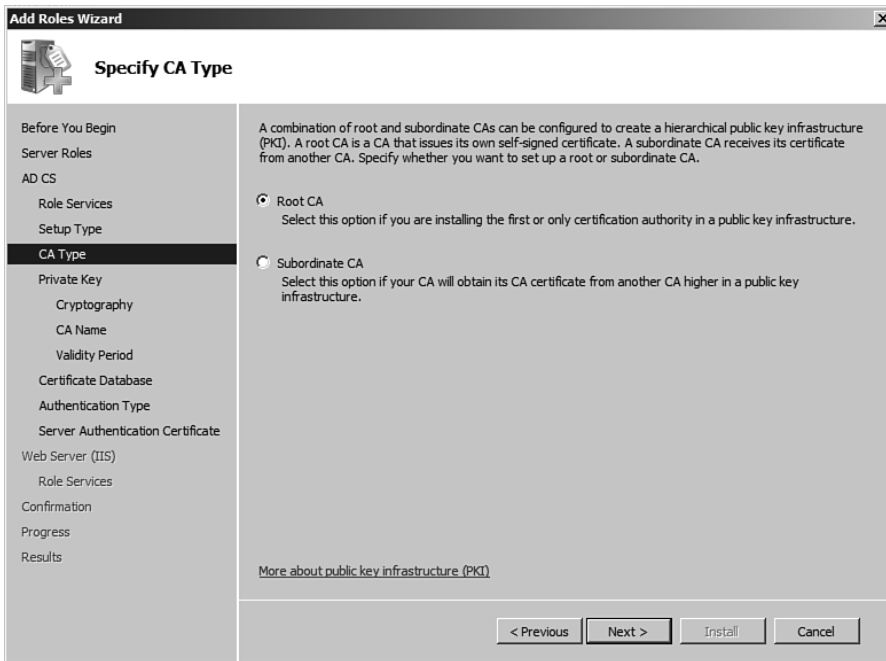 Add Roles Wizard
Specify CA Type
Before You Begin
Server Roles
AD CS
Role Services
Setup Type
CA Type
Private Key
Cryptography
CA Name
Validity Period
Certificate Database
Authentication Type
Server Authentication Certificate
Web Server (IIS)
Role Services
Confirmation
Progress
Results
A combination of root and subordinate CAs can be configured to create a hierarchical public key infrastructure
(PKI). A root CA is a CA that issues its own self-signed certificate. A subordinate CA receives its certificate
from another CA. Specify whether you want to set up a root or subordinate CA.
Root CA
Select this option if you are installing the first or only certification authority in a public key infrastructure.
Subordinate CA
Select this option if your CA will obtain its CA certificate from another CA higher in a public key
infrastructure.
More about public key infrastructure (PKI)
< Previous
Next >
Install
Cancel